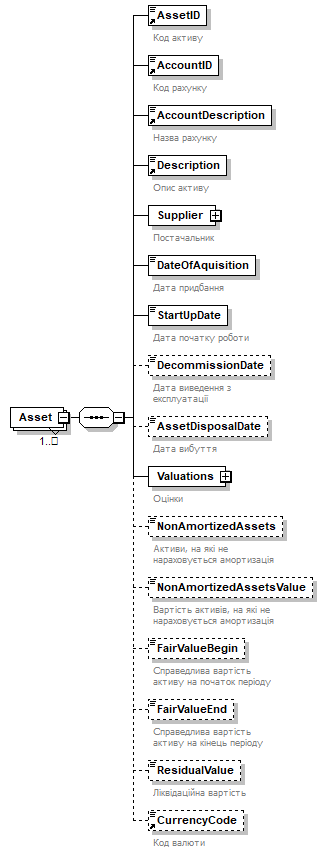 AssetID
Код активу
AccountID
Код рахунку
AccountDescription
Назва рахунку
Description
Опис активу
Supplier
Постачальник
DateOfAquisition
Дата придбання
StartUpDate
Дата початку роботи
DecommissionDate
Дата виведення з
експлуатації
Asset
1..
AssetDisposalDate
Дата вибуття
Valuations
Оцінки
NonAmortizedAssets
Активи, на які не
нараховується амортизація
NonAmortizedAssetsValue
Вартість активів, на які не
нараховується амортизація
FairValueBegin
Справедлива вартість
активу на початок періоду
FairValueEnd
Справедлива вартість
активу на кінець періоду
ResidualValue
Ліквідаційна вартість
CurrencyCode
Код валюти